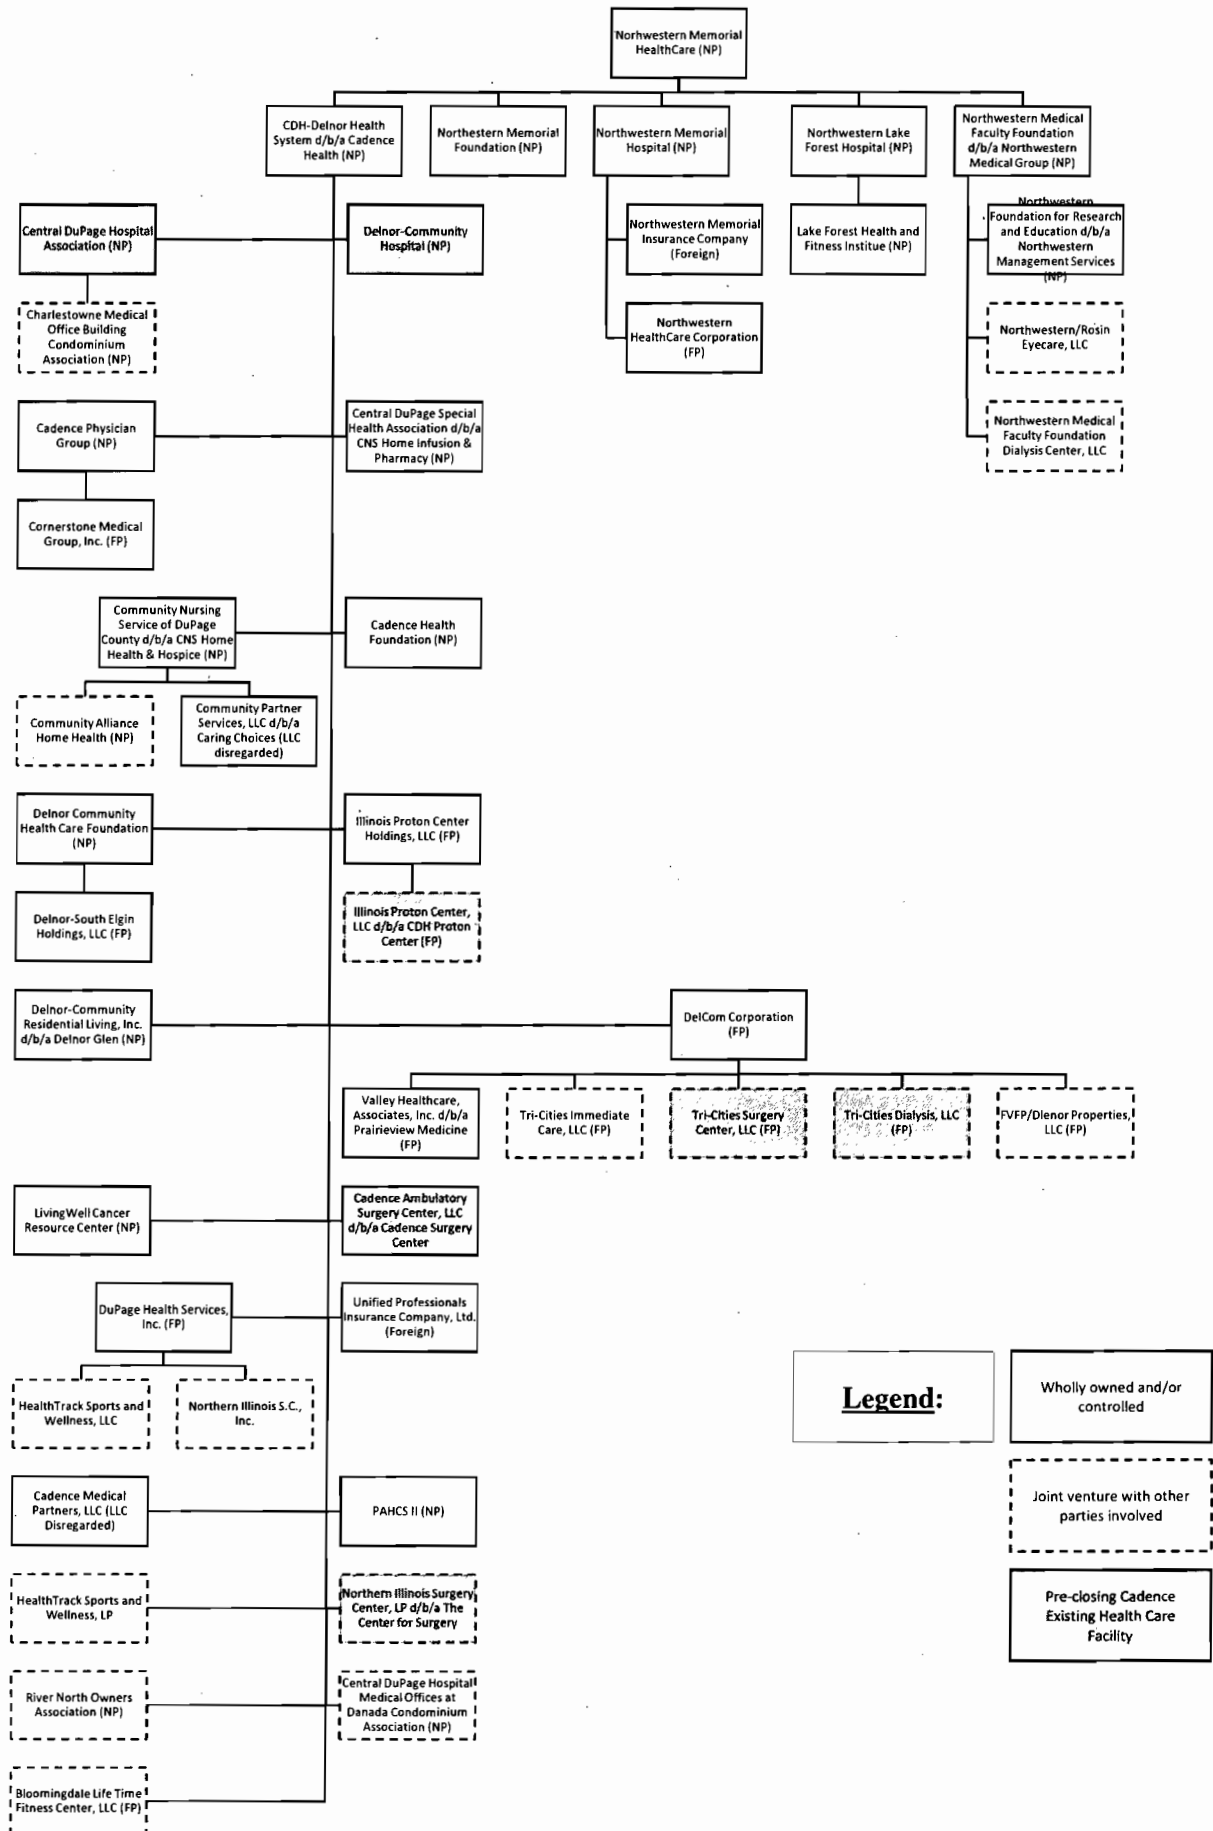 Norhwestern Memorial
HealthCare (NP)
CDH-Delnor Health
System d/b/a Cadence
Health (NP)
Northestern Memorial
Foundation (NP)
Northwestern Memorial
Hospital (NP)
Northwestern Lake
Forest Hospital (NP)
Northwestern Medical
Faculty Foundation
d/b/a Northwestern
Medical Group (NP)
Central DuPage Hospital
Association (NP)
Delnor-Community
Hospital (NP)
Northwestern Memorial
Insurance Company
(Foreign)
Lake Forest Health and
Fitness Institue (NP)
Northwestern
Foundation for Research
and Education d/b/a
Northwestern
Management Services
(NP)
Charlestowne Medical
Office Building
Condominium
Association (NP)
Northwestern
HealthCare Corporation
(FP)
Northwestern/Rosin
Eyecare, LLC
Cadence Physician
Group (NP)
Central DuPage Special
Health Association d/b/a
CNS Home Infusion &
Pharmacy (NP)
Northwestern Medical
Faculty Foundation
Dialysis Center, LLC
Cornerstone Medical
Group, Inc. (FP)
Community Nursing
Service of DuPage
County d/b/a CNS Home
Health & Hospice (NP)
Cadence Health
Foundation (NP)
Community Alliance
Home Health (NP)
Community Partner
Services, LLC d/b/a
Caring Choices (LLC
disregarded)
Delnor Community
Health Care Foundation
(NP)
Illinois Proton Center
Holdings, LLC (FP)
Delnor-South Elgin
Holdings, LLC (FP)
Illinois Proton Center,
LLC d/b/a CDH Proton
Center (FP)
Delnor-Community
Residential Living, Inc.
d/b/a Delnor Glen (NP)
DelCom Corporation
(FP)
Valley Healthcare,
Associates, Inc. d/b/a
Prairieview Medicine
(FP)
Tri-Cities Immediate
Care, LLC (FP)
Tri-Cities Surgery
Center, LLC (FP)
Tri-Cities Dialysis, LLC
(FP)
FVFP/Dlenor Properties,
LLC (FP)
LivingWell Cancer
Resource Center (NP)
Cadence Ambulatory
Surgery Center, LLC
d/b/a Cadence Surgery
Center
DuPage Health Services,
Inc. (FP)
Unified Professionals
Insurance Company, Ltd.
(Foreign)
HealthTrack Sports and
Wellness, LLC
Northern Illinois S.C.,
Inc.
Legend:
Wholly owned and/or
controlled
Joint venture with other
parties involved
Pre-closing Cadence
Existing Health Care
Facility
Cadence Medical
Partners, LLC (LLC
Disregarded)
PAHCS II (NP)
HealthTrack Sports and
Wellness, LP
Northern Illinois Surgery
Center, LP d/b/a The
Center for Surgery
River North Owners
Association (NP)
Central DuPage Hospital
Medical Offices at
Danada Condominium
Association (NP)
Bloomingdale Life Time
Fitness Center, LLC (FP)